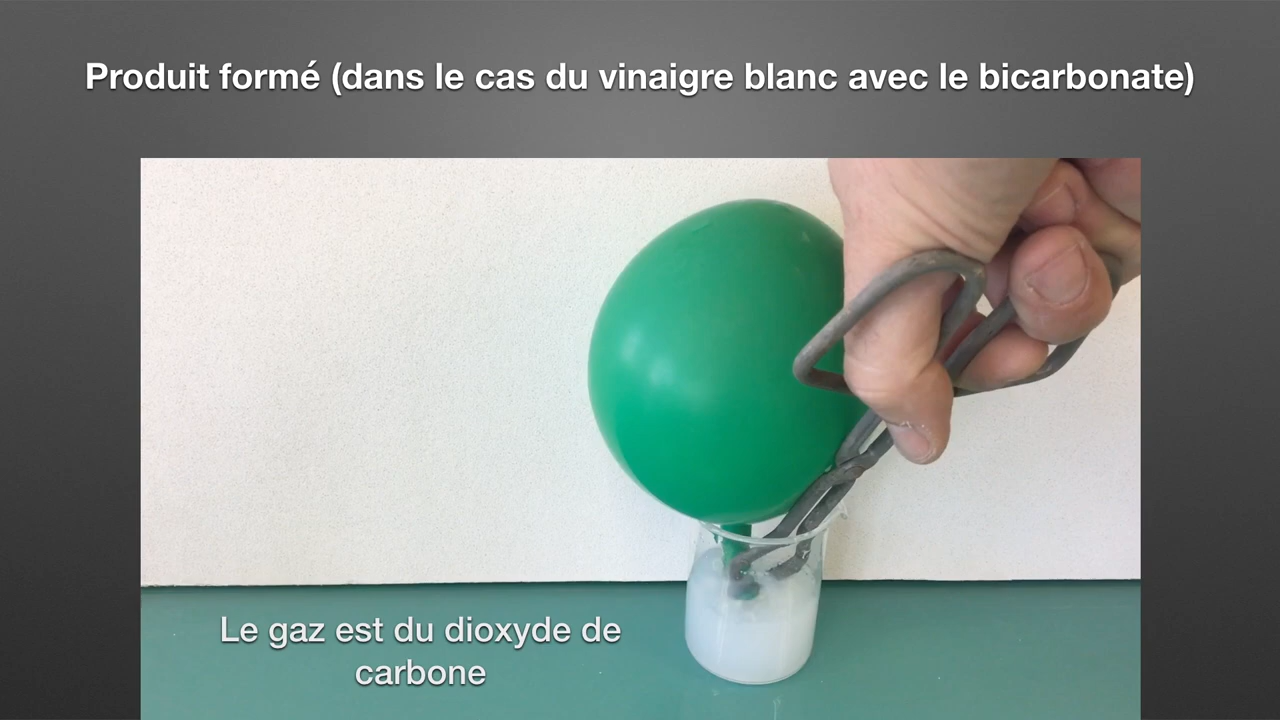 Produit formé (dans le cas du vinaigre blanc avec le bicarbonate)
Le gaz est du dioxyde de
carbone